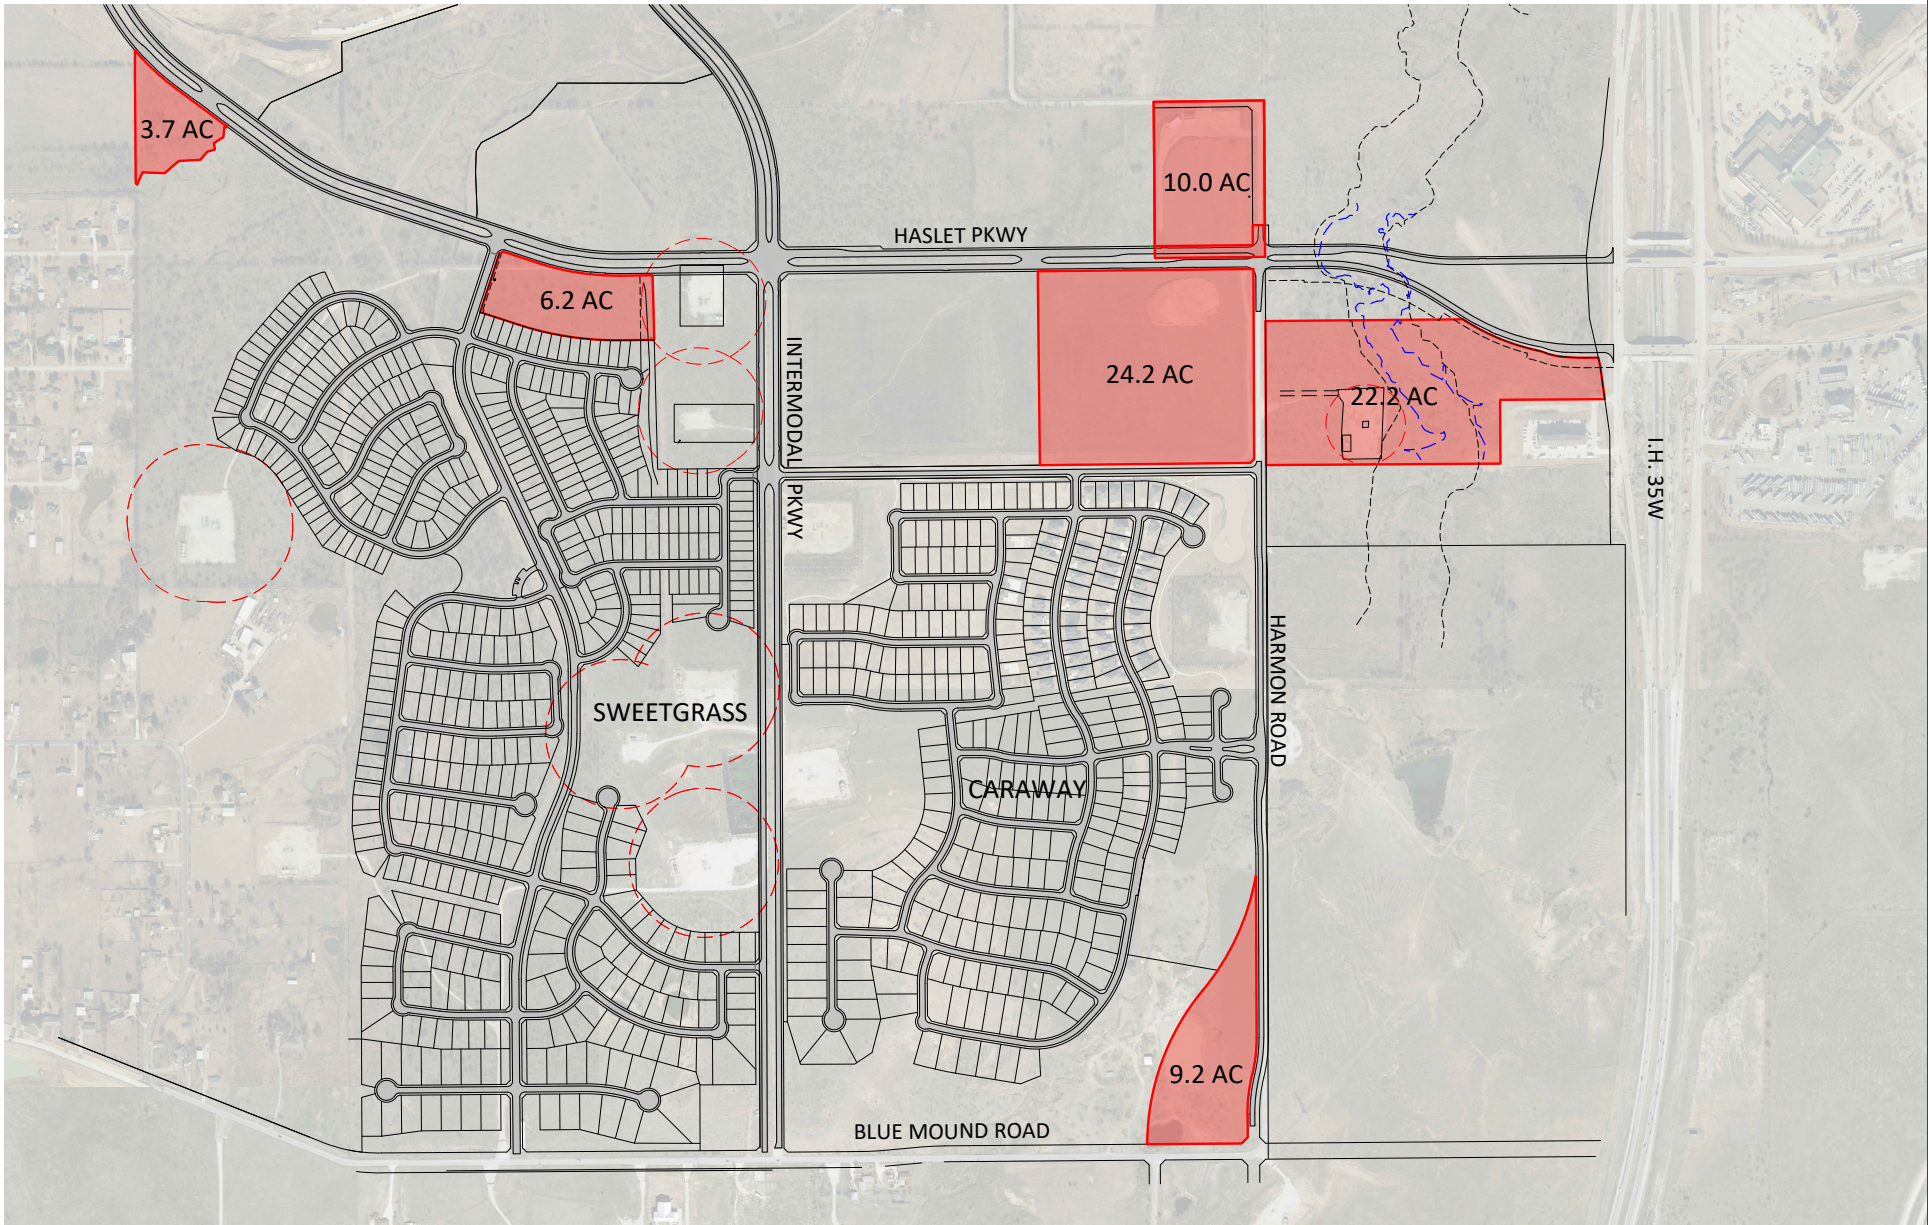 3.7 AC
10.0 AC
HASLET PKWY
6.2 AC
INTERMODAL PKWY
24.2 AC
22.2 AC
I.H. 35W
HARMON ROAD
SWEETGRASS
CARAWAY
9.2 AC
BLUE MOUND ROAD